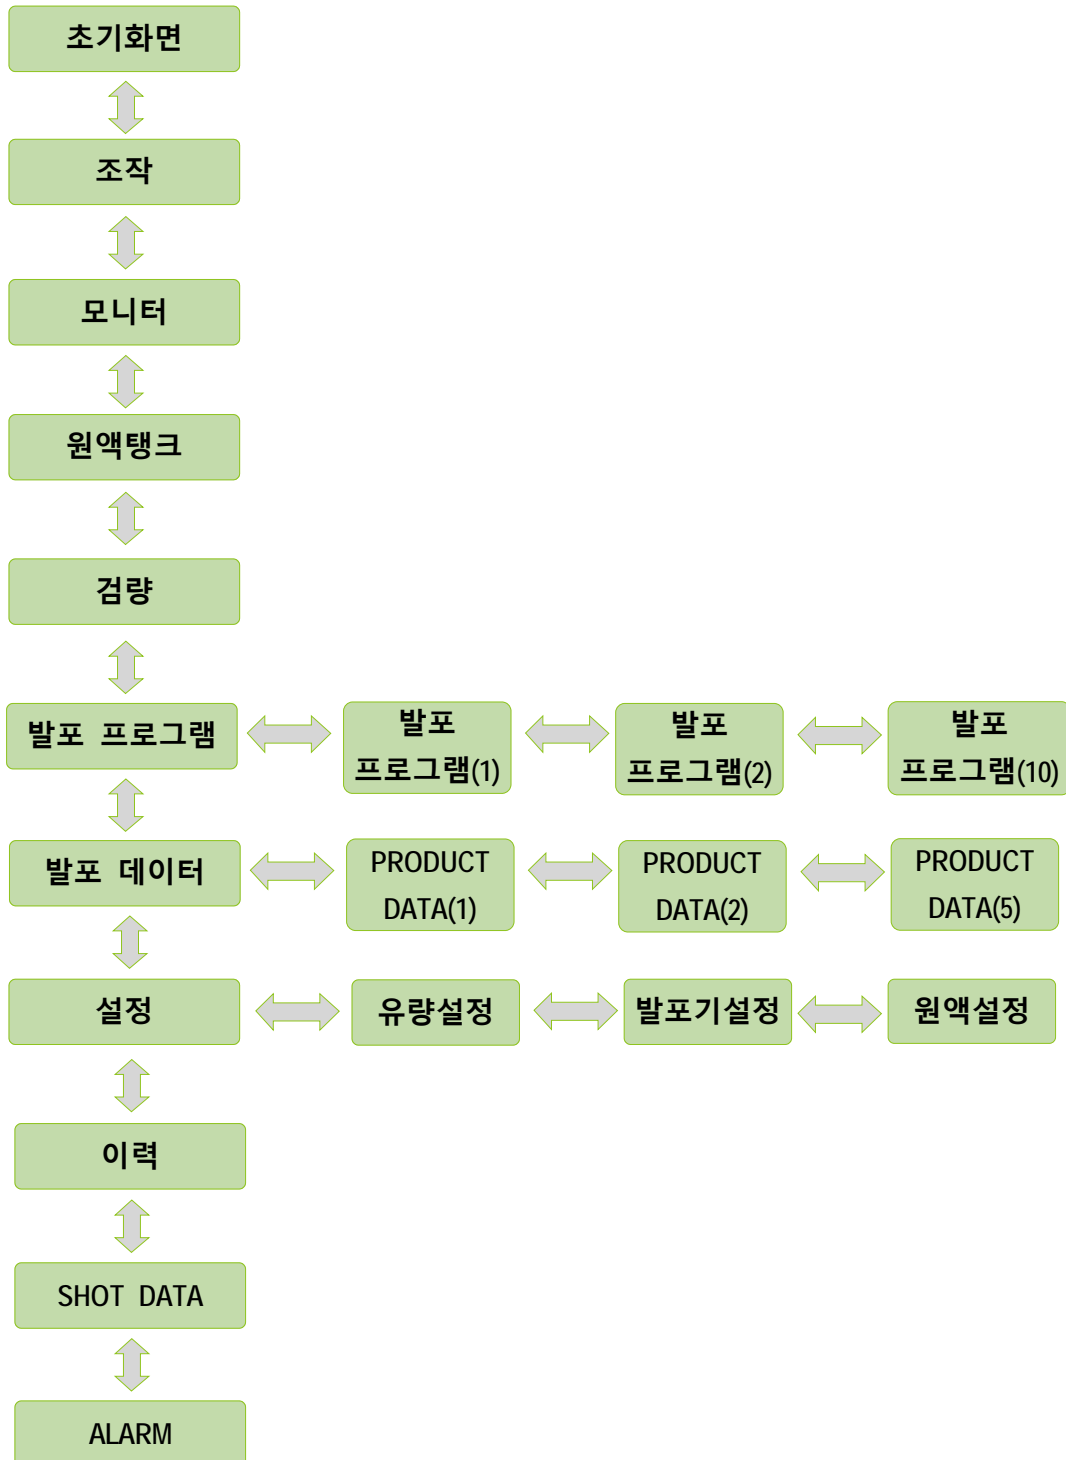 초기화면
조작
모니터
원액탱크
검량
발포 프로그램
발포
프로그램(1)
발포
프로그램(2)
발포
프로그램(10)
발포 데이터
PRODUCT
DATA(1)
PRODUCT
DATA(2)
PRODUCT
DATA(5)
설정
유량설정
발포기설정
원액설정
이력
SHOT DATA
ALARM